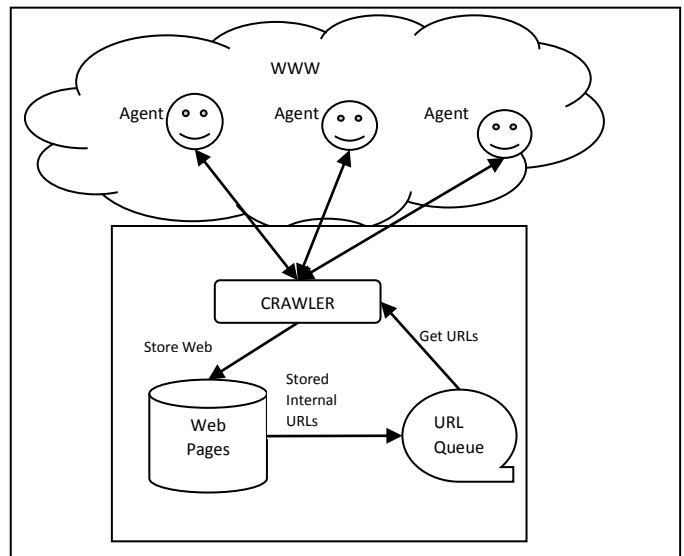 WWW
Agent
Agent
Agent
CRAWLER
Get URLs
Store Web
Stored
Internal
URLs
Web
Pages
URL
Queue